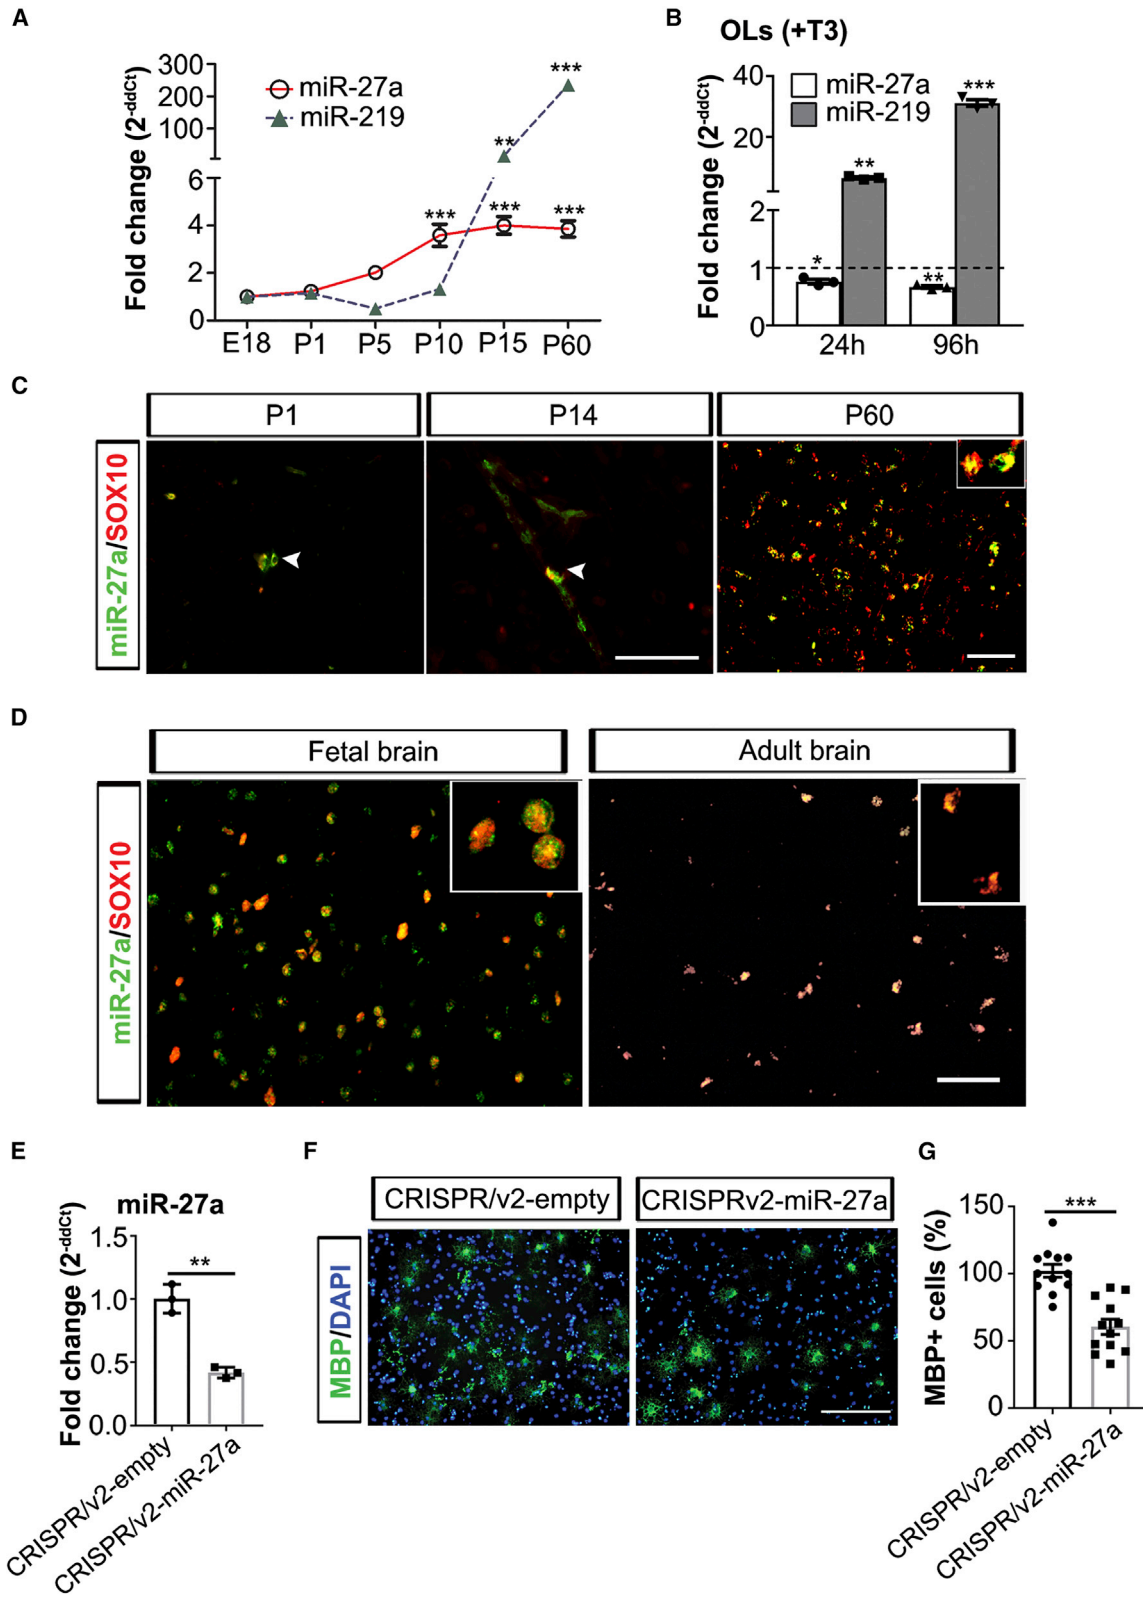 A
Fold change (2-ddCt)
300
200
100
6
4
2
0
miR-27a
miR-219
***
**
***
***
***
E18 P1 P5 P10 P15 P60
B
OLs (+T3)
Fold change (2-ddCt)
40
20
2
1
0
miR-27a
miR-219
***
**
*
**
24h 96h
C
P1 P14 P60
miR-27a/SOX10
D
Fetal brain Adult brain
miR-27a/SOX10
E
miR-27a
Fold change (2-ddCt)
1.5
1.0
0.5
0.0
**
CRISPR/v2-empty
CRISPR/v2-miR-27a
F
CRISPR/v2-empty CRISPRv2-miR-27a
MBP/DAPI
G
MBP+ cells (%)
150
100
50
0
***
CRISPR/v2-empty
CRISPR/v2-miR-27a